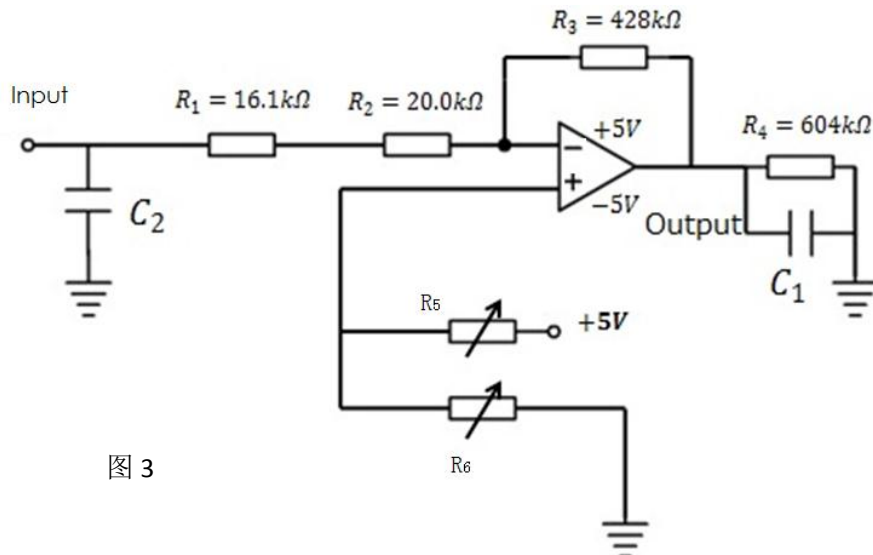 R₃ = 428kΩ
Input
R₁ = 16.1kΩ
R₂ = 20.0kΩ
+5V
R₄ = 604kΩ
−
+
−5V
Output
C₂
C₁
R₅
+5V
R₆
图 3